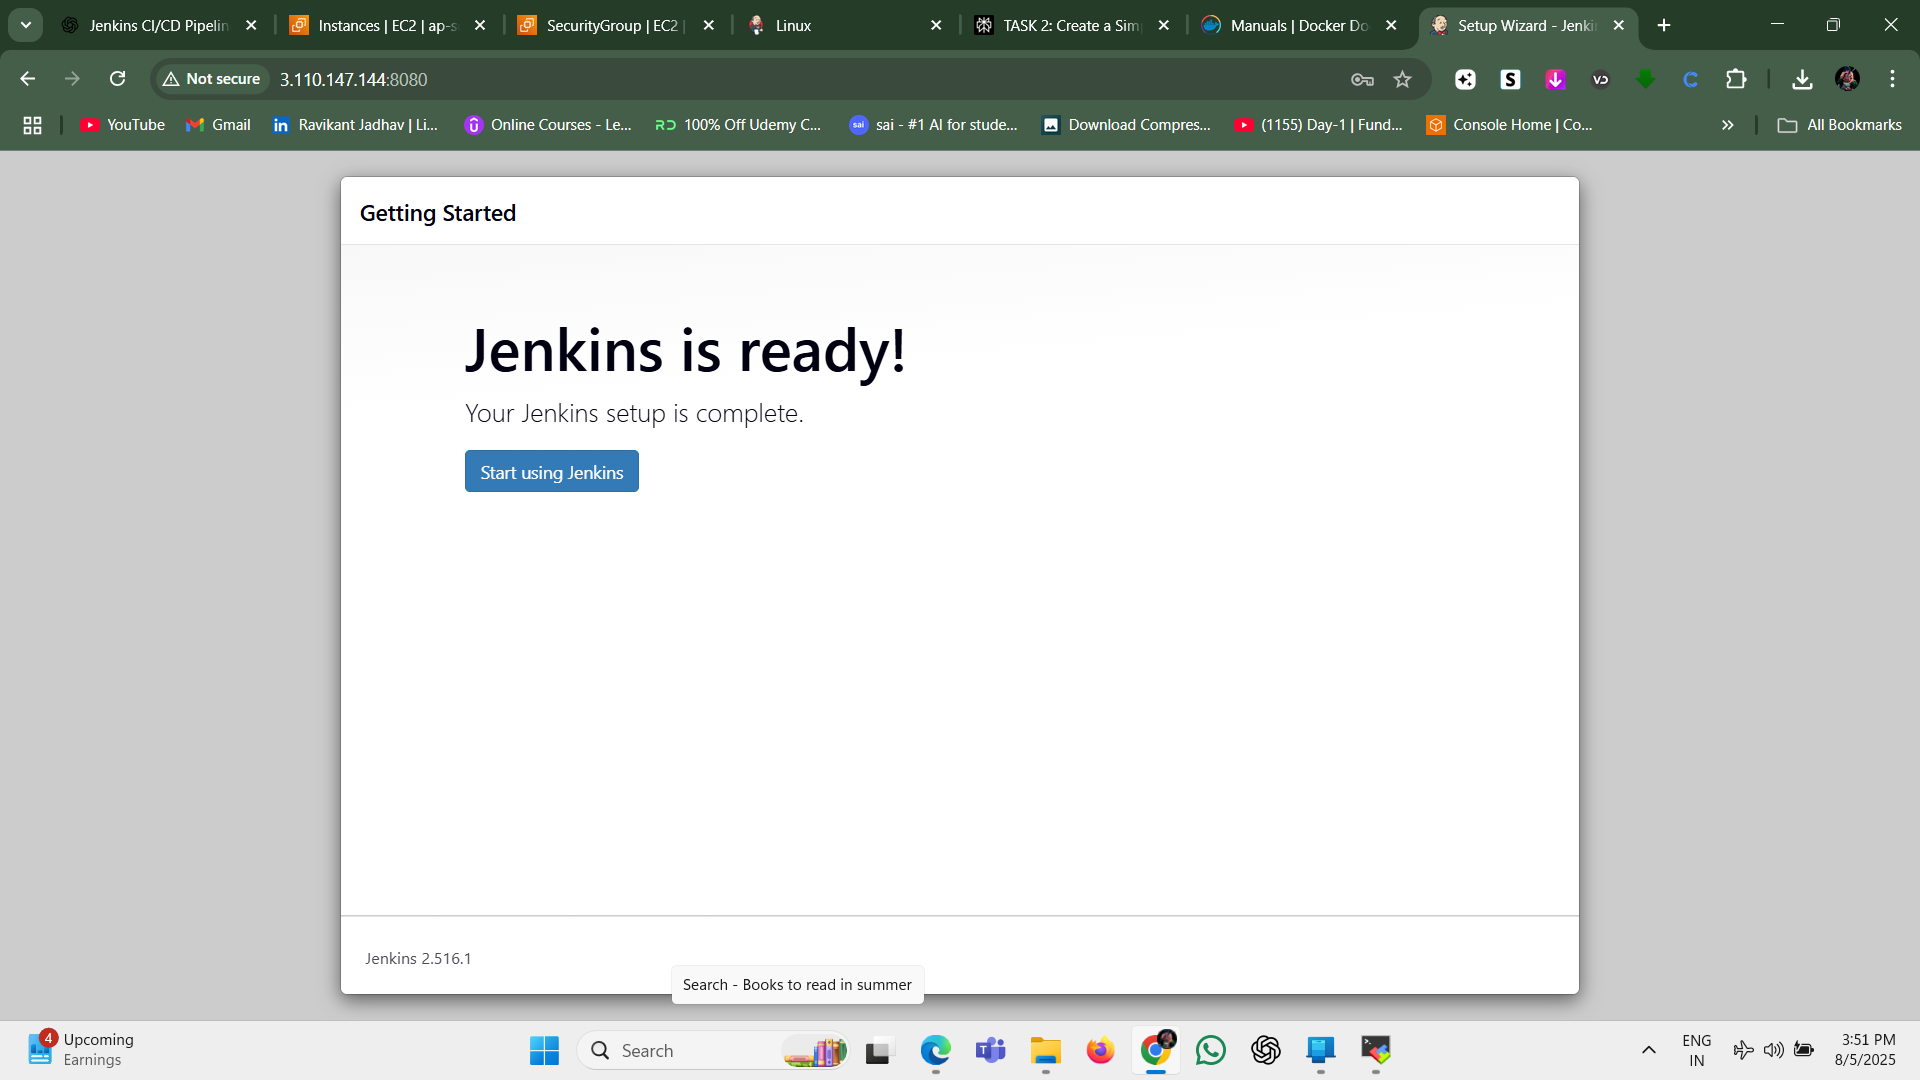 Jenkins CI/CD Pipelin
Instances | EC2 | ap-s
SecurityGroup | EC2 |
Linux
TASK 2: Create a Sim
Manuals | Docker Do
Setup Wizard - Jenki
Not secure
3.110.147.144:8080
YouTube
Gmail
Ravikant Jadhav | Li...
Online Courses - Le...
100% Off Udemy C...
sai - #1 AI for stude...
Download Compres...
(1155) Day-1 | Fund...
Console Home | Co...
All Bookmarks
Getting Started
Jenkins is ready!
Your Jenkins setup is complete.
Start using Jenkins
Jenkins 2.516.1
Search - Books to read in summer
4
Upcoming
Earnings
Search
ENG
IN
3:51 PM
8/5/2025